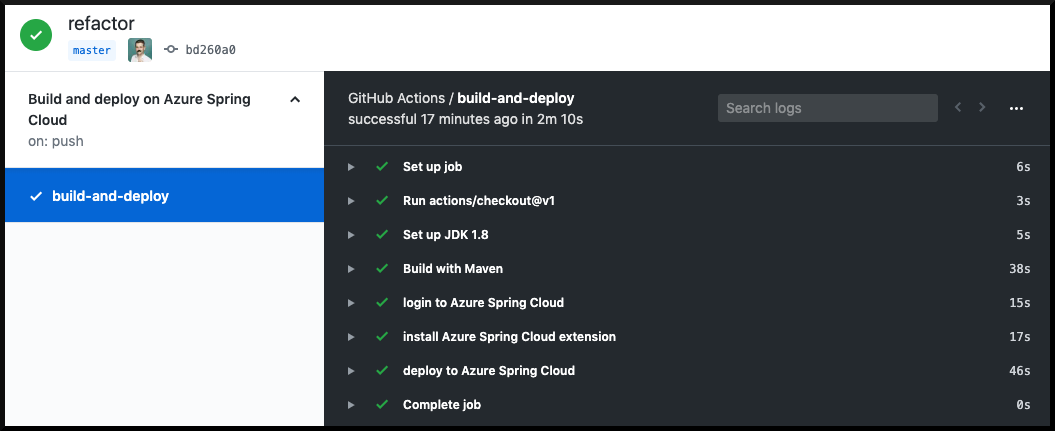 refactor
master bd260a0
Build and deploy on Azure Spring
Cloud
on: push
build-and-deploy
GitHub Actions / build-and-deploy
successful 17 minutes ago in 2m 10s
Search logs
Set up job 6s
Run actions/checkout@v1 3s
Set up JDK 1.8 5s
Build with Maven 38s
login to Azure Spring Cloud 15s
install Azure Spring Cloud extension 17s
deploy to Azure Spring Cloud 46s
Complete job 0s